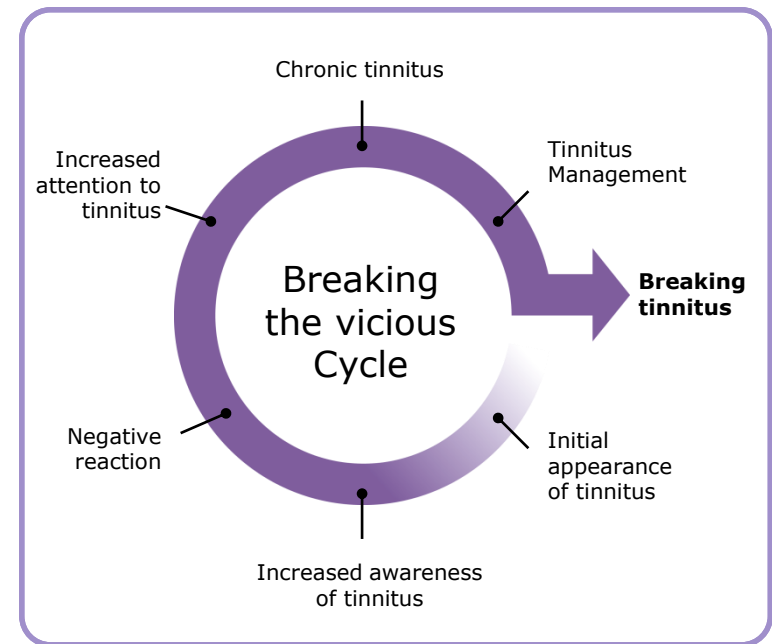 Chronic tinnitus
Tinnitus
Management
Increased
attention to
tinnitus
Breaking
the vicious
Cycle
Breaking
tinnitus
Negative
reaction
Initial
appearance
of tinnitus
Increased awareness
of tinnitus